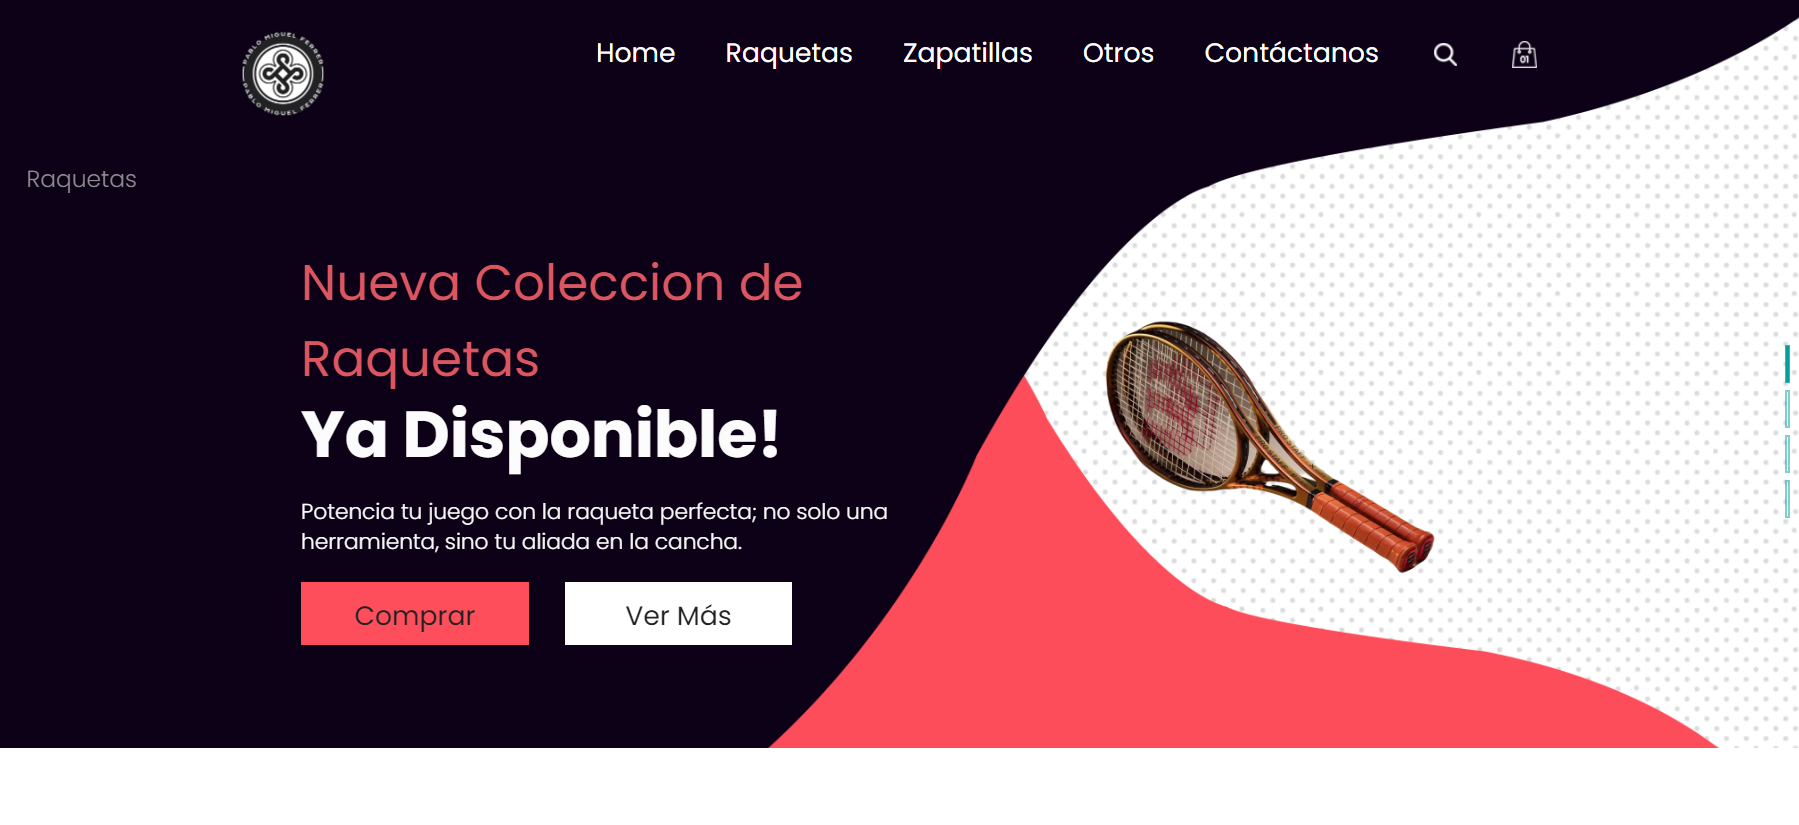 PABLO MIGUEL FERRER
PABLO MIGUEL FERRER
Home Raquetas Zapatillas Otros Contáctanos
01
Raquetas
Nueva Coleccion de
Raquetas
Ya Disponible!
Potencia tu juego con la raqueta perfecta; no solo una
herramienta, sino tu aliada en la cancha.
Comprar Ver Más